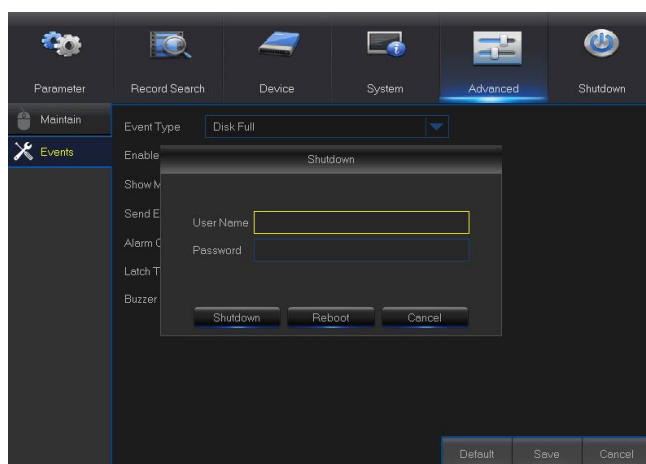 Parameter Record Search Device System Advanced Shutdown
Maintain
Events
Event Type Disk Full
Enable
Show M
Send E
Alarm O
Latch T
Buzzer
Shutdown
User Name
Password
Shutdown Reboot Cancel
Default Save Cancel